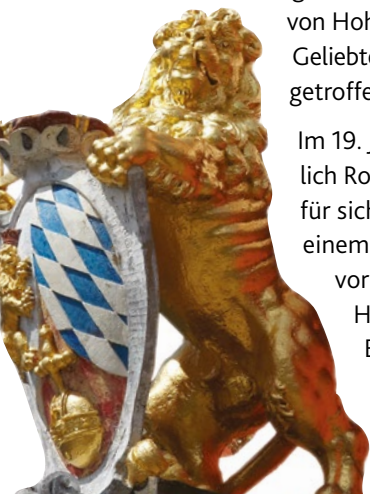 von Hoh
Geliebte
getroffe
Im 19.
lich Ro
für sich
einem
vor
H